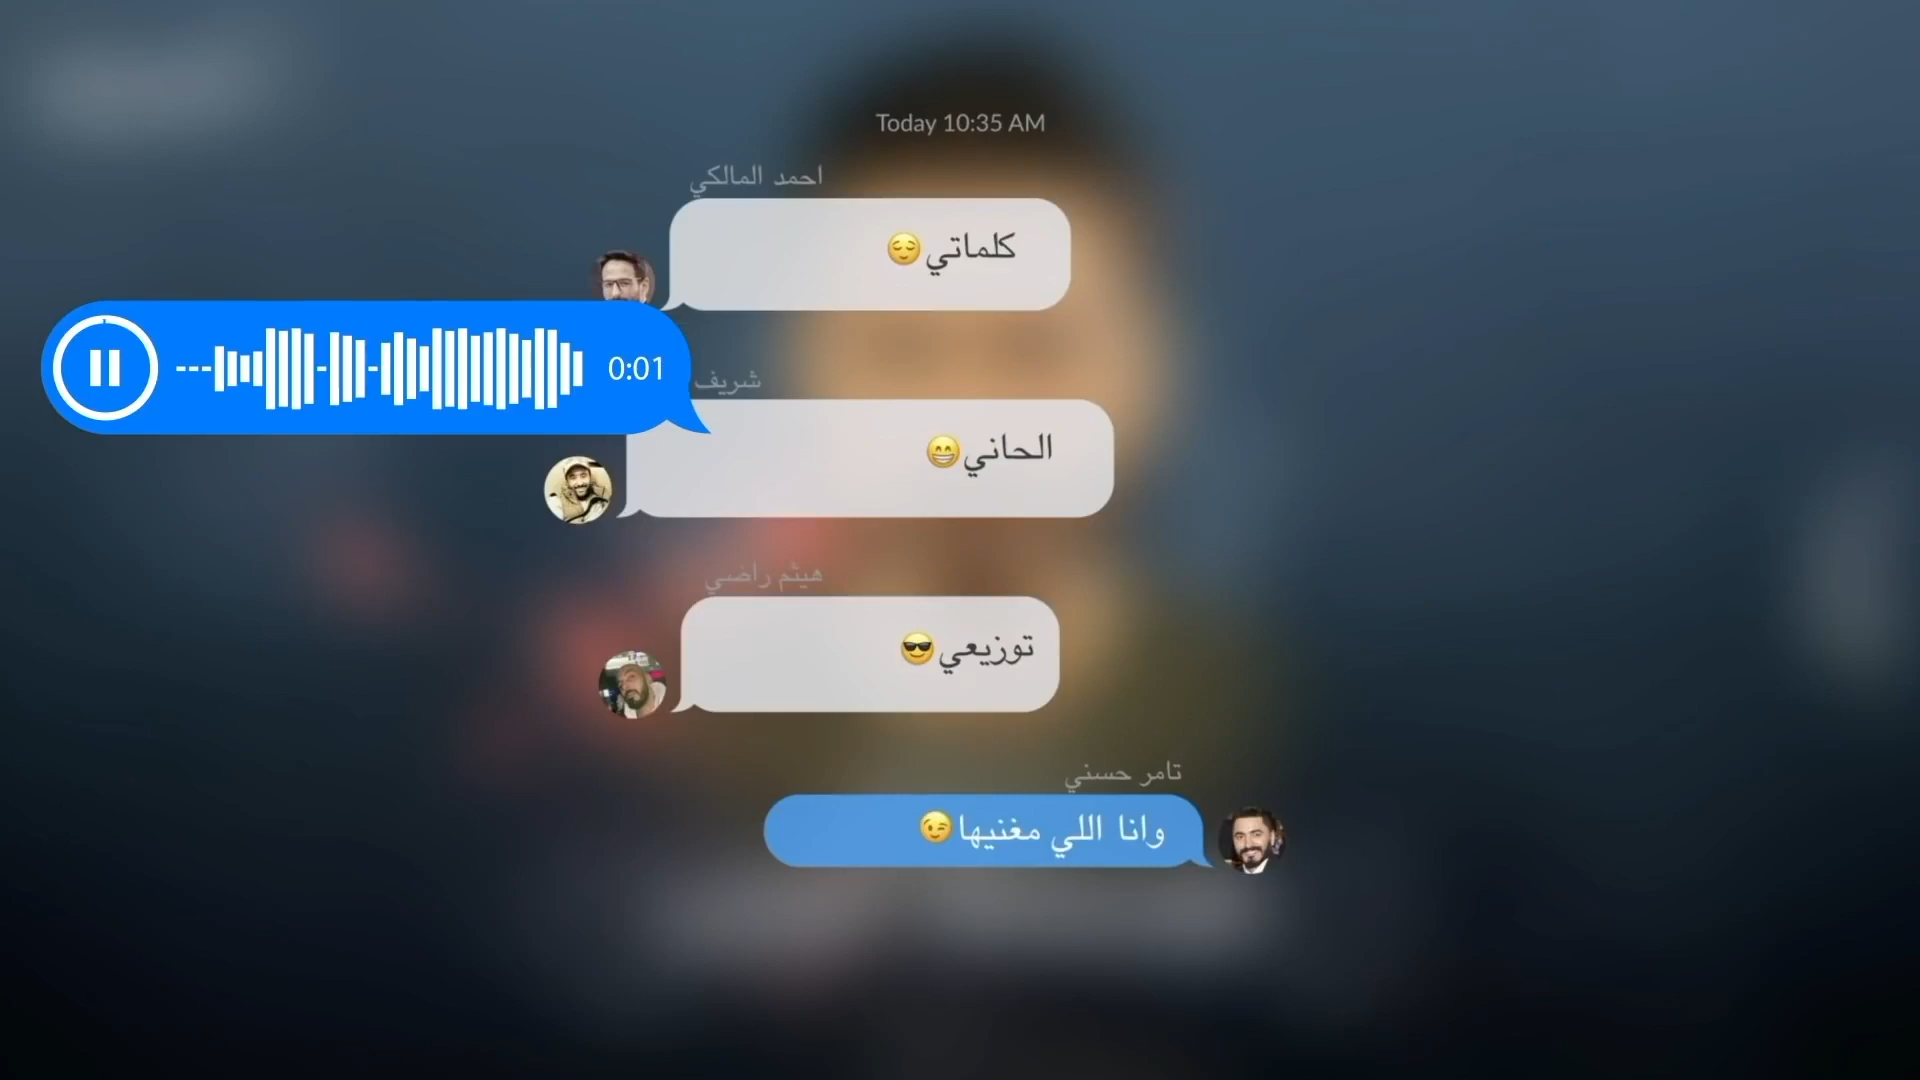 Today 10:35 AM
احمد المالكي
كلماتي😌
0:01
شريف
الحاني😁
هيثم راضي
توزيعي😎
تامر حسني
وانا اللي مغنيها😉